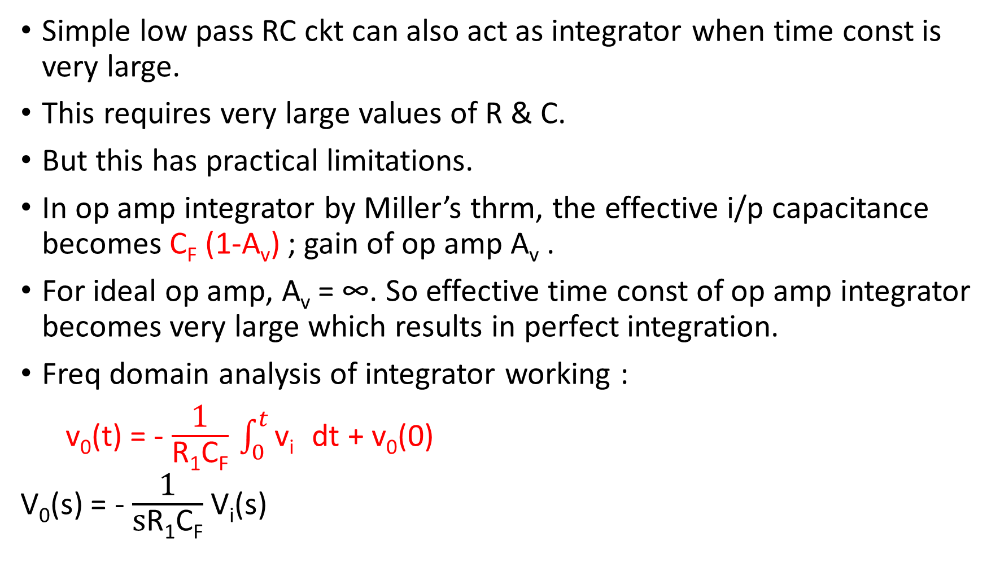 • Simple low pass RC ckt can also act as integrator when time const is
very large.
• This requires very large values of R & C.
• But this has practical limitations.
• In op amp integrator by Miller’s thrm, the effective i/p capacitance
becomes C_F (1-A_v) ; gain of op amp A_v .
• For ideal op amp, A_v = ∞. So effective time const of op amp integrator
becomes very large which results in perfect integration.
• Freq domain analysis of integrator working :
v_0(t) = - \frac{1}{R_1C_F} \int_0^t v_i dt + v_0(0)
V_0(s) = - \frac{1}{sR_1C_F} V_i(s)